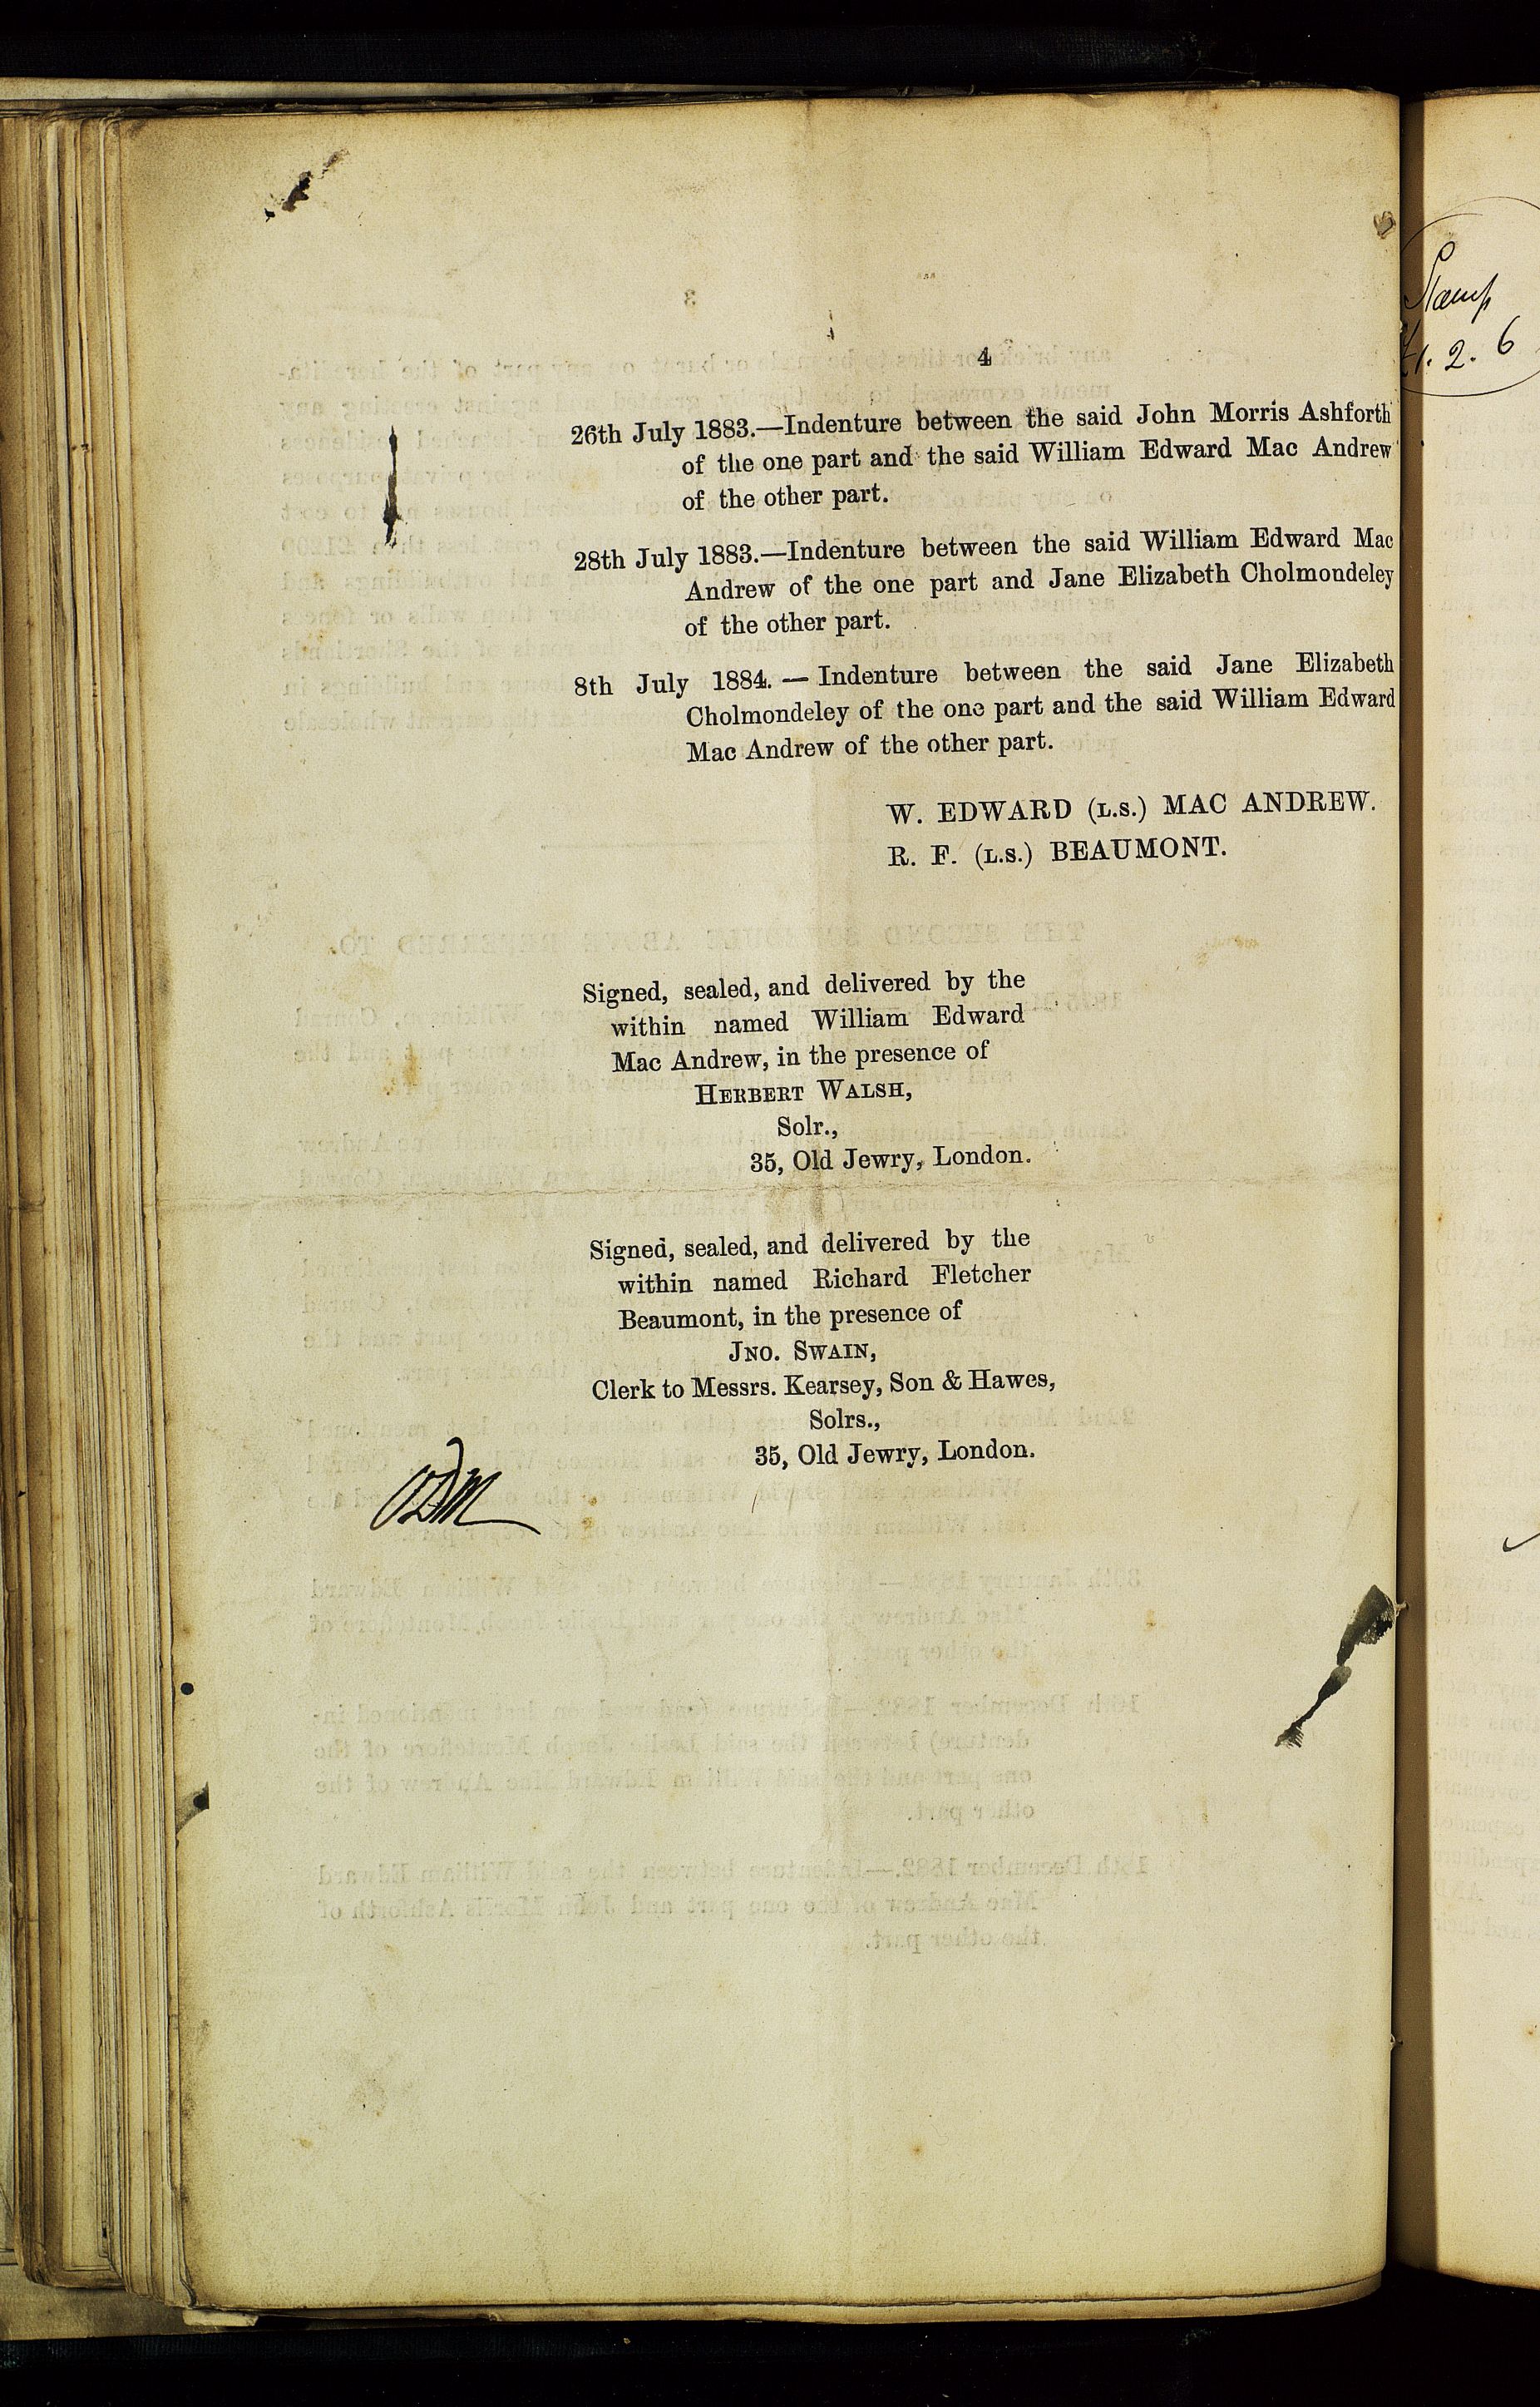 4
26th July 1883.—Indenture between the said John Morris Ashforth
of the one part and the said William Edward Mac Andrew
of the other part.
28th July 1883.—Indenture between the said William Edward Mac
Andrew of the one part and Jane Elizabeth Cholmondeley
of the other part.
8th July 1884. — Indenture between the said Jane Elizabeth
Cholmondeley of the one part and the said William Edward
Mac Andrew of the other part.
W. EDWARD (L.S.) MAC ANDREW.
R. F. (L.S.) BEAUMONT.
Signed, sealed, and delivered by the
within named William Edward
Mac Andrew, in the presence of
HERBERT WALSH,
Solr.,
35, Old Jewry, London.
Signed, sealed, and delivered by the
within named Richard Fletcher
Beaumont, in the presence of
JNO. SWAIN,
Clerk to Messrs. Kearsey, Son & Hawes,
Solrs.,
35, Old Jewry, London.
Stamp
2. 6